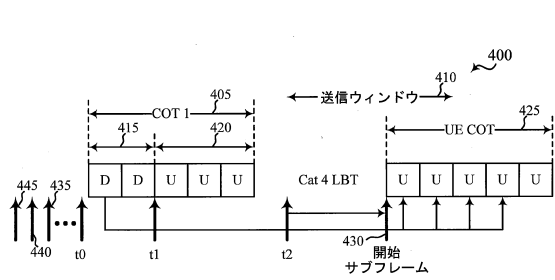 400
405
COT 1
410
送信ウィンドウ
425
UE COT
415
420
D D U U U
Cat 4 LBT
U U U U U
445
435
440
t0
t1
t2
430
開始
サブフレーム